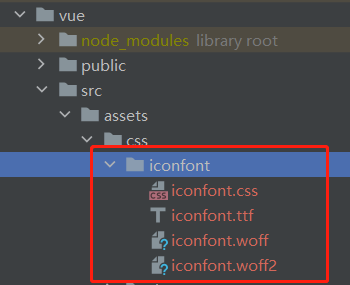 vue
node_modules library root
public
src
assets
css
iconfont
CSS iconfont.css
iconfont.ttf
iconfont.woff
iconfont.woff2